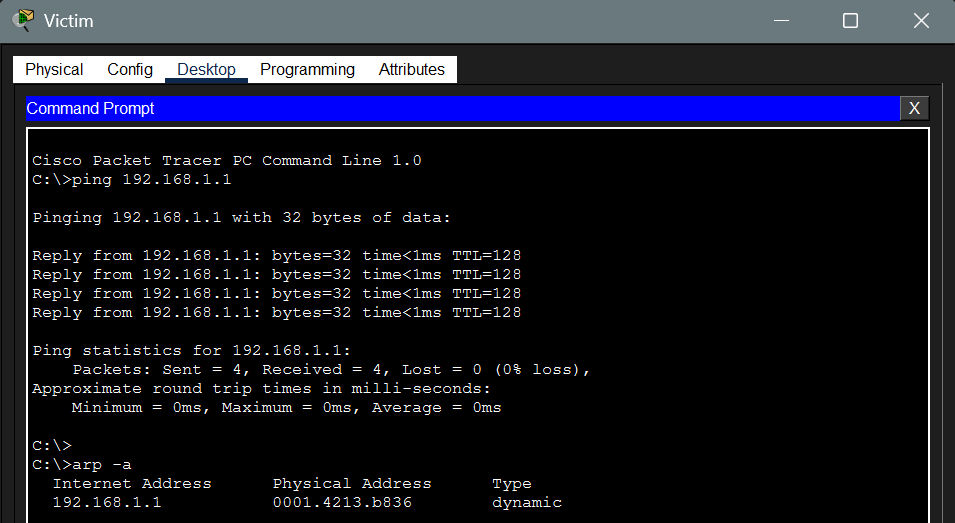 Victim
Physical Config Desktop Programming Attributes
Command Prompt
X
Cisco Packet Tracer PC Command Line 1.0
C:\>ping 192.168.1.1
Pinging 192.168.1.1 with 32 bytes of data:
Reply from 192.168.1.1: bytes=32 time<1ms TTL=128
Reply from 192.168.1.1: bytes=32 time<1ms TTL=128
Reply from 192.168.1.1: bytes=32 time<1ms TTL=128
Reply from 192.168.1.1: bytes=32 time<1ms TTL=128
Ping statistics for 192.168.1.1:
    Packets: Sent = 4, Received = 4, Lost = 0 (0% loss),
Approximate round trip times in milli-seconds:
    Minimum = 0ms, Maximum = 0ms, Average = 0ms
C:\>
C:\>arp -a
  Internet Address      Physical Address      Type
  192.168.1.1           0001.4213.b836        dynamic